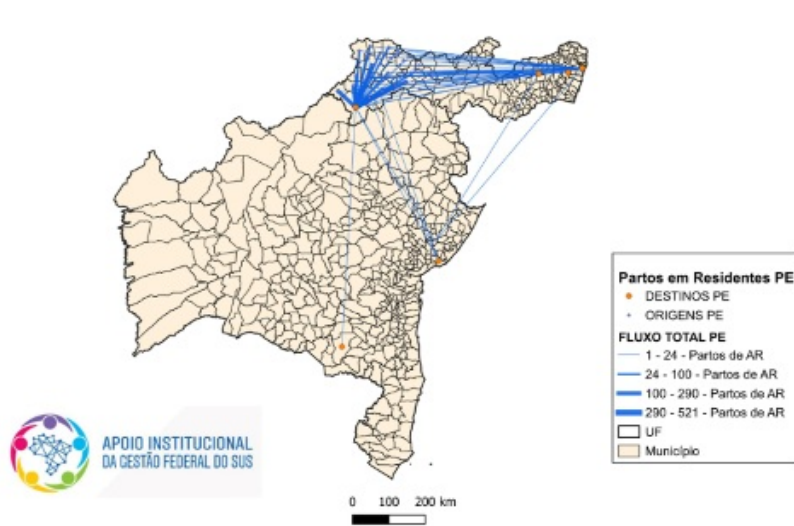 Partos em Residentes PE
DESTINOS PE
ORIGENS PE
FLUXO TOTAL PE
1 - 24 - Partos de AR
24 - 100 - Partos de AR
100 - 290 - Partos de AR
290 - 521 - Partos de AR
UF
Município
APOIO INSTITUCIONAL
DA GESTÃO FEDERAL DO SUS
0 100 200 km